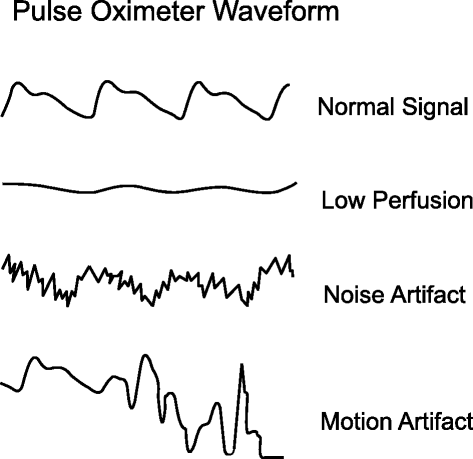 Pulse Oximeter Waveform
Normal Signal
Low Perfusion
Noise Artifact
Motion Artifact